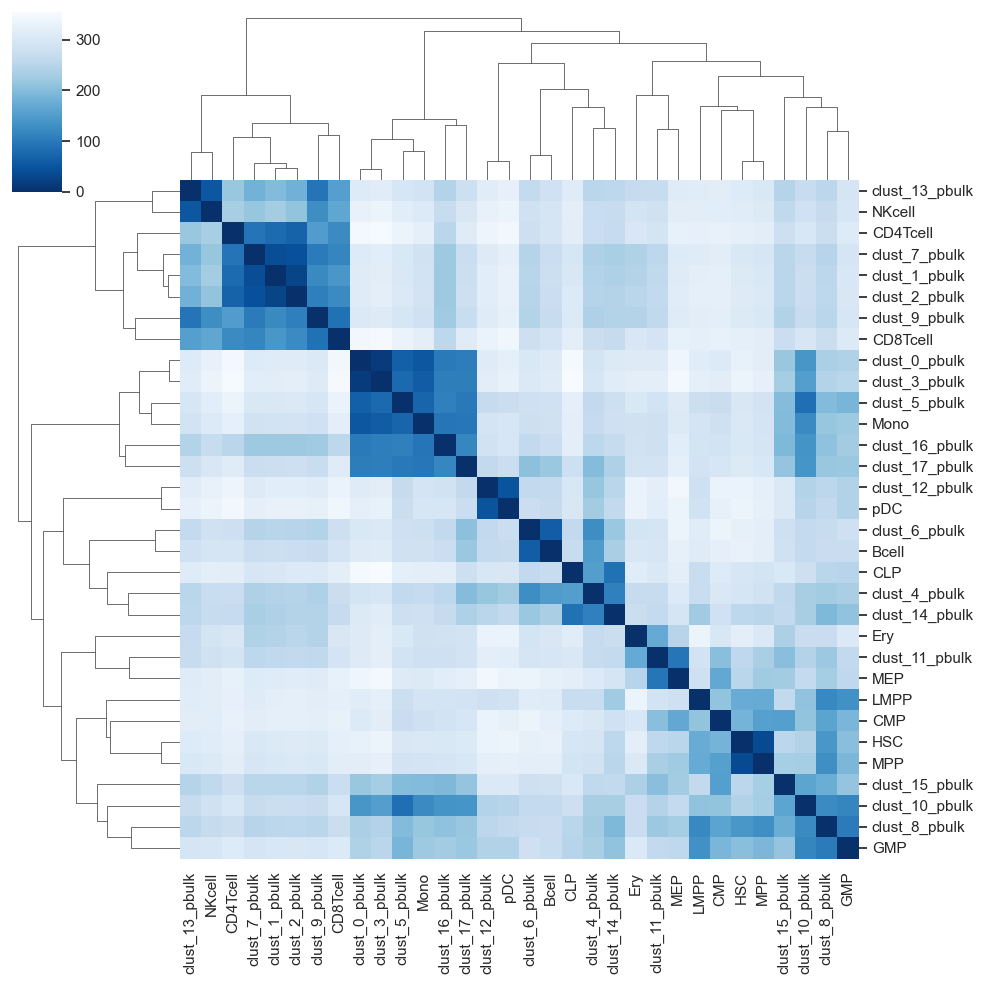 300
200
100
0
clust_13_pbulk
NKcell
CD4Tcell
clust_7_pbulk
clust_1_pbulk
clust_2_pbulk
clust_9_pbulk
CD8Tcell
clust_0_pbulk
clust_3_pbulk
clust_5_pbulk
Mono
clust_16_pbulk
clust_17_pbulk
clust_12_pbulk
pDC
clust_6_pbulk
Bcell
CLP
clust_4_pbulk
clust_14_pbulk
Ery
clust_11_pbulk
MEP
LMPP
CMP
HSC
MPP
clust_15_pbulk
clust_10_pbulk
clust_8_pbulk
GMP
clust_13_pbulk
NKcell
CD4Tcell
clust_7_pbulk
clust_1_pbulk
clust_2_pbulk
clust_9_pbulk
CD8Tcell
clust_0_pbulk
clust_3_pbulk
clust_5_pbulk
Mono
clust_16_pbulk
clust_17_pbulk
clust_12_pbulk
pDC
clust_6_pbulk
Bcell
CLP
clust_4_pbulk
clust_14_pbulk
Ery
clust_11_pbulk
MEP
LMPP
CMP
HSC
MPP
clust_15_pbulk
clust_10_pbulk
clust_8_pbulk
GMP